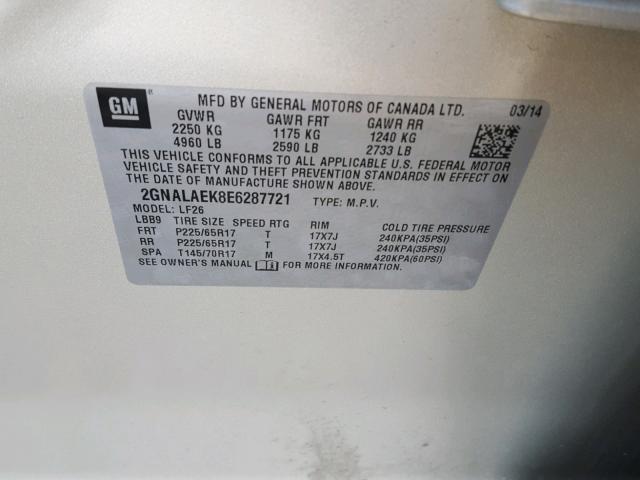 GM ® MFD BY GENERAL MOTORS OF CANADA LTD. 03/14
GVWR GAWR FRT GAWR RR
2250 KG 1175 KG 1240 KG
4960 LB 2590 LB 2733 LB
THIS VEHICLE CONFORMS TO ALL APPLICABLE U.S. FEDERAL MOTOR
VEHICLE SAFETY AND THEFT PREVENTION STANDARDS IN EFFECT ON
THE DATE OF MANUFACTURE SHOWN ABOVE.
2GNALAEK8E6287721 TYPE: M.P.V.
MODEL: LF26
LBB9 TIRE SIZE SPEED RTG RIM COLD TIRE PRESSURE
FRT P225/65R17 T 17X7J 240KPA(35PSI)
RR P225/65R17 T 17X7J 240KPA(35PSI)
SPA T145/70R17 M 17X4.5T 420KPA(60PSI)
SEE OWNER'S MANUAL FOR MORE INFORMATION.